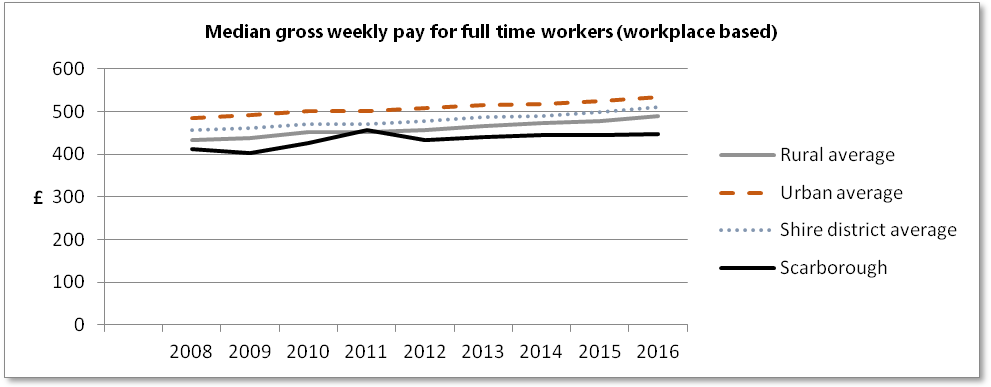 Median gross weekly pay for full time workers (workplace based)
600
500
400
£ 300
200
100
0
2008 2009 2010 2011 2012 2013 2014 2015 2016
Rural average
Urban average
Shire district average
Scarborough